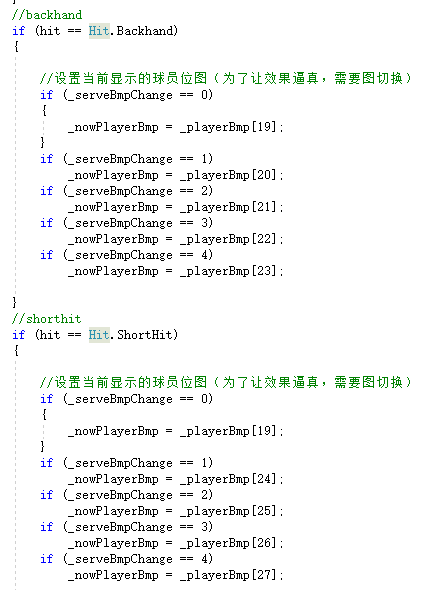 }
//backhand
if (hit == Hit.Backhand)
{
//设置当前显示的球员位图（为了让效果逼真，需要图切换）
if (_serveBmpChange == 0)
{
_nowPlayerBmp = _playerBmp[19];
}
if (_serveBmpChange == 1)
_nowPlayerBmp = _playerBmp[20];
if (_serveBmpChange == 2)
_nowPlayerBmp = _playerBmp[21];
if (_serveBmpChange == 3)
_nowPlayerBmp = _playerBmp[22];
if (_serveBmpChange == 4)
_nowPlayerBmp = _playerBmp[23];
}
//shorthit
if (hit == Hit.ShortHit)
{
//设置当前显示的球员位图（为了让效果逼真，需要图切换）
if (_serveBmpChange == 0)
{
_nowPlayerBmp = _playerBmp[19];
}
if (_serveBmpChange == 1)
_nowPlayerBmp = _playerBmp[24];
if (_serveBmpChange == 2)
_nowPlayerBmp = _playerBmp[25];
if (_serveBmpChange == 3)
_nowPlayerBmp = _playerBmp[26];
if (_serveBmpChange == 4)
_nowPlayerBmp = _playerBmp[27];